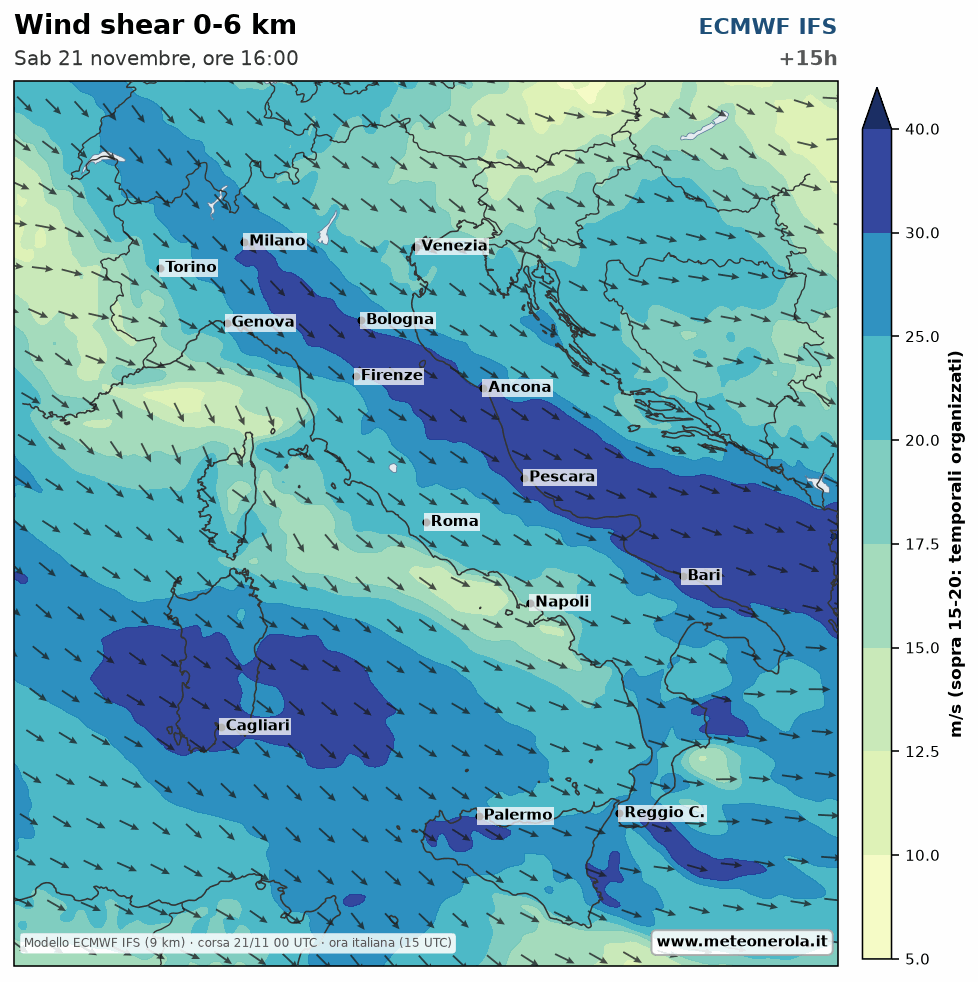 Wind shear 0-6 km
ECMWF IFS
Sab 21 novembre, ore 16:00
+15h
Milano
Venezia
Torino
Genova
Bologna
Firenze
Ancona
Pescara
Roma
Bari
Napoli
Cagliari
Palermo
Reggio C.
40.0
30.0
25.0
20.0
17.5
15.0
12.5
10.0
5.0
m/s (sopra 15-20: temporali organizzati)
Modello ECMWF IFS (9 km) · corsa 21/11 00 UTC · ora italiana (15 UTC)
www.meteonerola.it